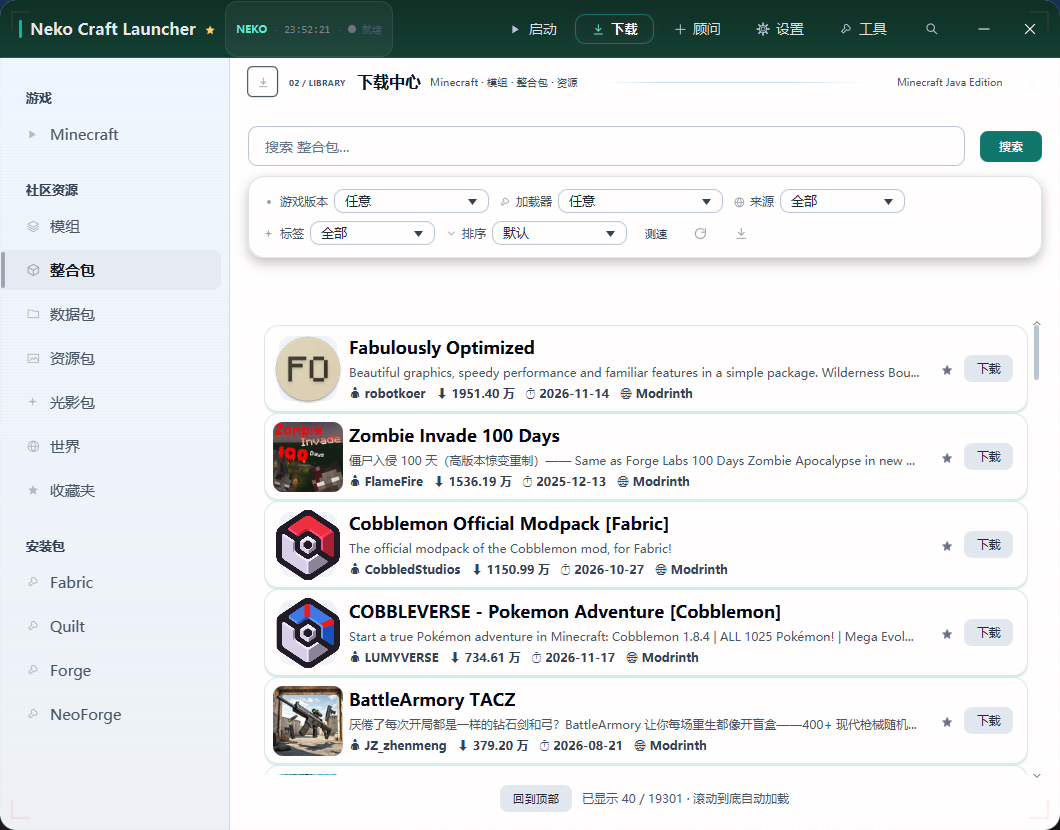 Neko Craft Launcher
NEKO 23:52:21 就绪
启动 下载 顾问 设置 工具
游戏
Minecraft
社区资源
模组
整合包
数据包
资源包
光影包
世界
收藏夹
安装包
Fabric
Quilt
Forge
NeoForge
02 / LIBRARY 下载中心 Minecraft · 模组 · 整合包 · 资源 Minecraft Java Edition
搜索 整合包... 搜索
游戏版本 任意 加载器 任意 来源 全部
标签 全部 排序 默认 测速
FO
Fabulously Optimized
Beautiful graphics, speedy performance and familiar features in a simple package. Wilderness Bou...
robotkoer 1951.40 万 2026-11-14 Modrinth
下载
Zombie Invade 100 Days
Zombie Invade 100 Days
僵尸入侵 100 天（高版本惊变重制）—— Same as Forge Labs 100 Days Zombie Apocalypse in new ...
FlameFire 1536.19 万 2025-12-13 Modrinth
下载
Cobblemon Official Modpack [Fabric]
The official modpack of the Cobblemon mod, for Fabric!
CobbledStudios 1150.99 万 2026-10-27 Modrinth
下载
COBBLEVERSE - Pokemon Adventure [Cobblemon]
Start a true Pokémon adventure in Minecraft: Cobblemon 1.8.4 | ALL 1025 Pokémon! | Mega Evol...
LUMYVERSE 734.61 万 2026-11-17 Modrinth
下载
BattleArmory TACZ
厌倦了每次开局都是一样的钻石剑和弓？BattleArmory 让你每场重生都像开盲盒——400+ 现代枪械随机...
JZ_zhenmeng 379.20 万 2026-08-21 Modrinth
下载
回到顶部 已显示 40 / 19301 · 滚动到底自动加载